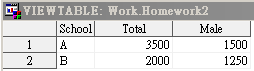 VIEWTABLE: Work.Homework2
School Total Male
1 A 3500 1500
2 B 2000 1250